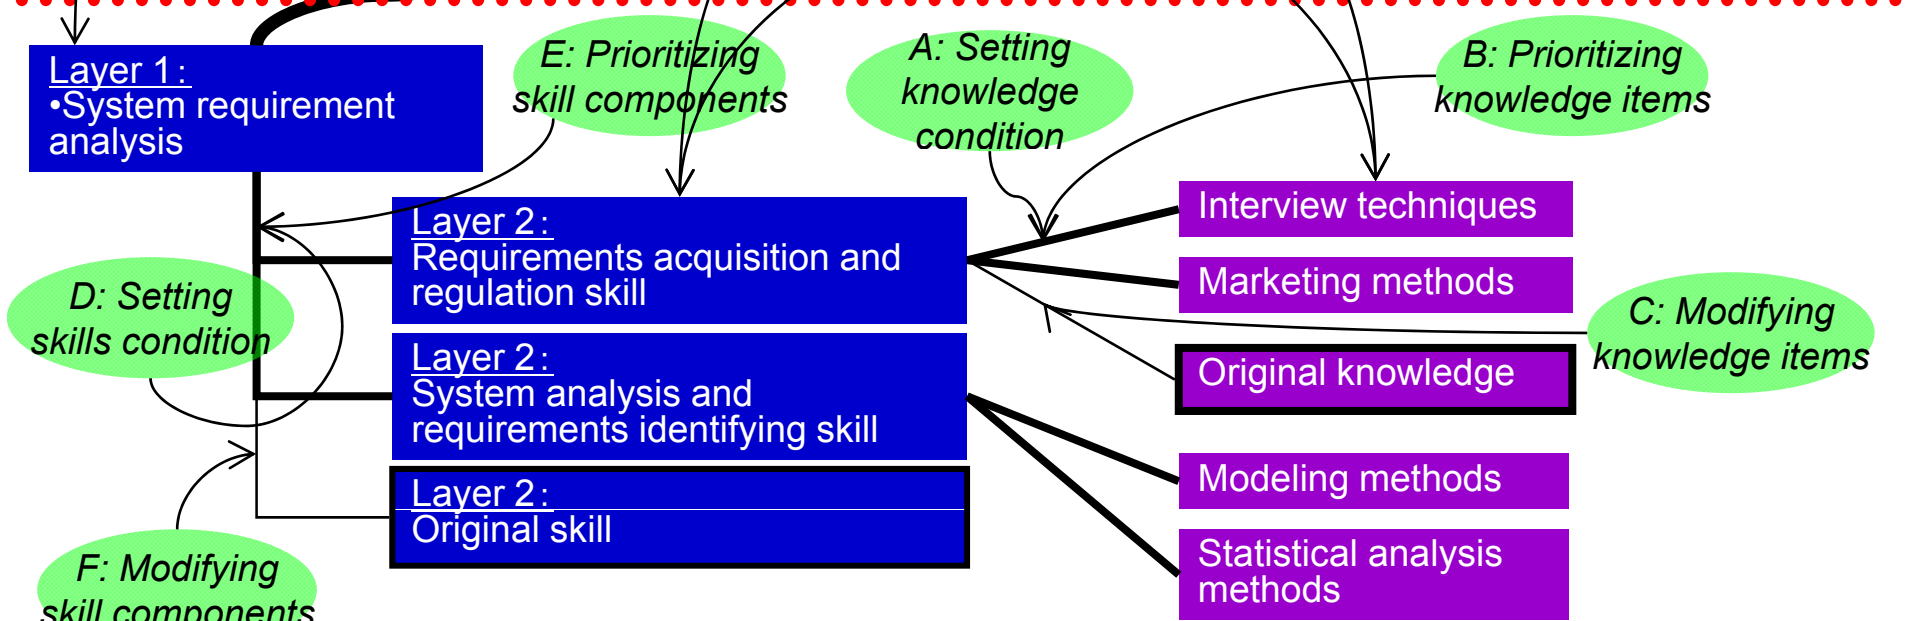 Layer 1:
•System requirement
analysis
E: Prioritizing
skill components
A: Setting
knowledge
condition
B: Prioritizing
knowledge items
Layer 2:
Requirements acquisition and
regulation skill
Interview techniques
Marketing methods
D: Setting
skills condition
C: Modifying
knowledge items
Layer 2:
System analysis and
requirements identifying skill
Original knowledge
Layer 2:
Original skill
Modeling methods
Statistical analysis
methods
F: Modifying
skill components